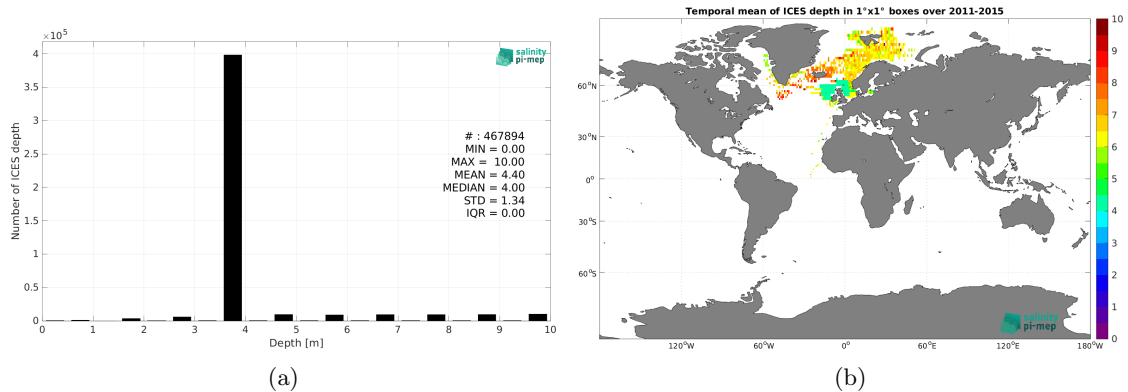 ×10⁵
4
3.5
3
2.5
2
1.5
1
0.5
0
Number of ICES depth
salinity
pi-mep
# : 467894
MIN = 0.00
MAX = 10.00
MEAN = 4.40
MEDIAN = 4.00
STD = 1.34
IQR = 0.00
0 1 2 3 4 5 6 7 8 9 10
Depth [m]
(a)
Temporal mean of ICES depth in 1°x1° boxes over 2011-2015
60°N
30°N
0°
30°S
60°S
120°W 60°W 0° 60°E 120°E 180°W
salinity
pi-mep
10
9
8
7
6
5
4
3
2
1
0
(b)